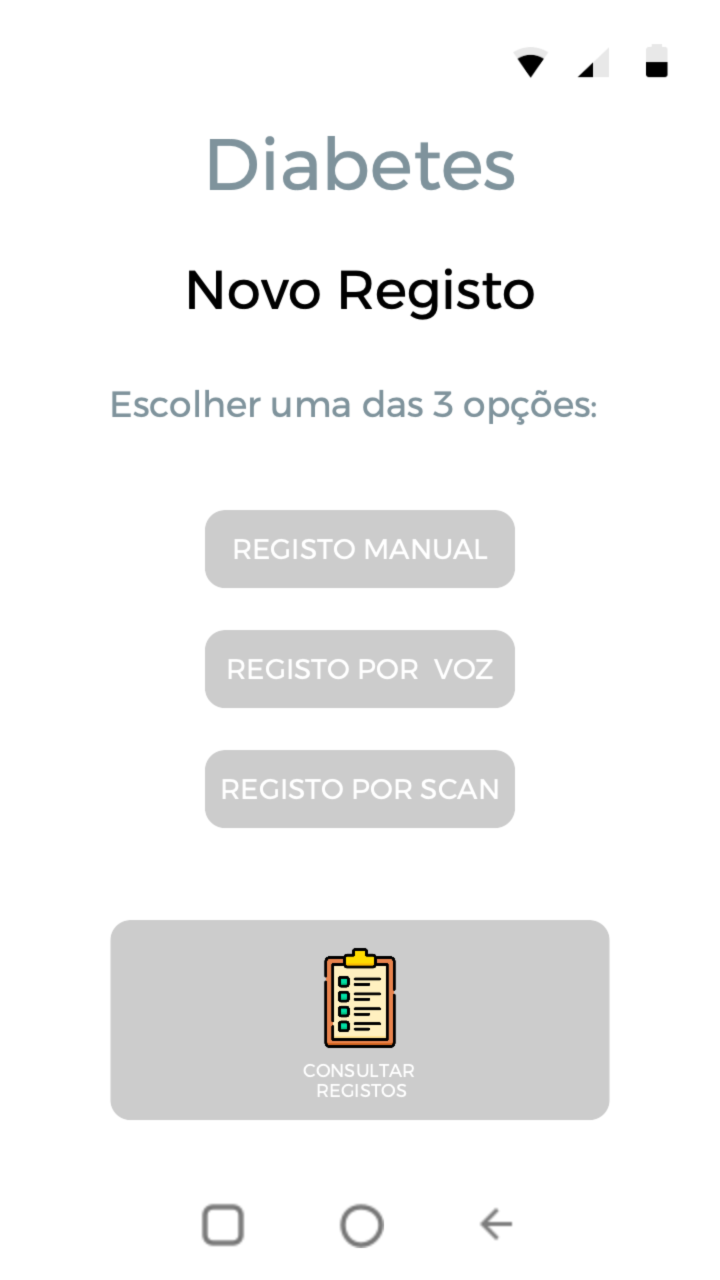 Diabetes
Novo Registo
Escolher uma das 3 opções:
REGISTO MANUAL
REGISTO POR  VOZ
REGISTO POR SCAN
CONSULTAR
REGISTOS